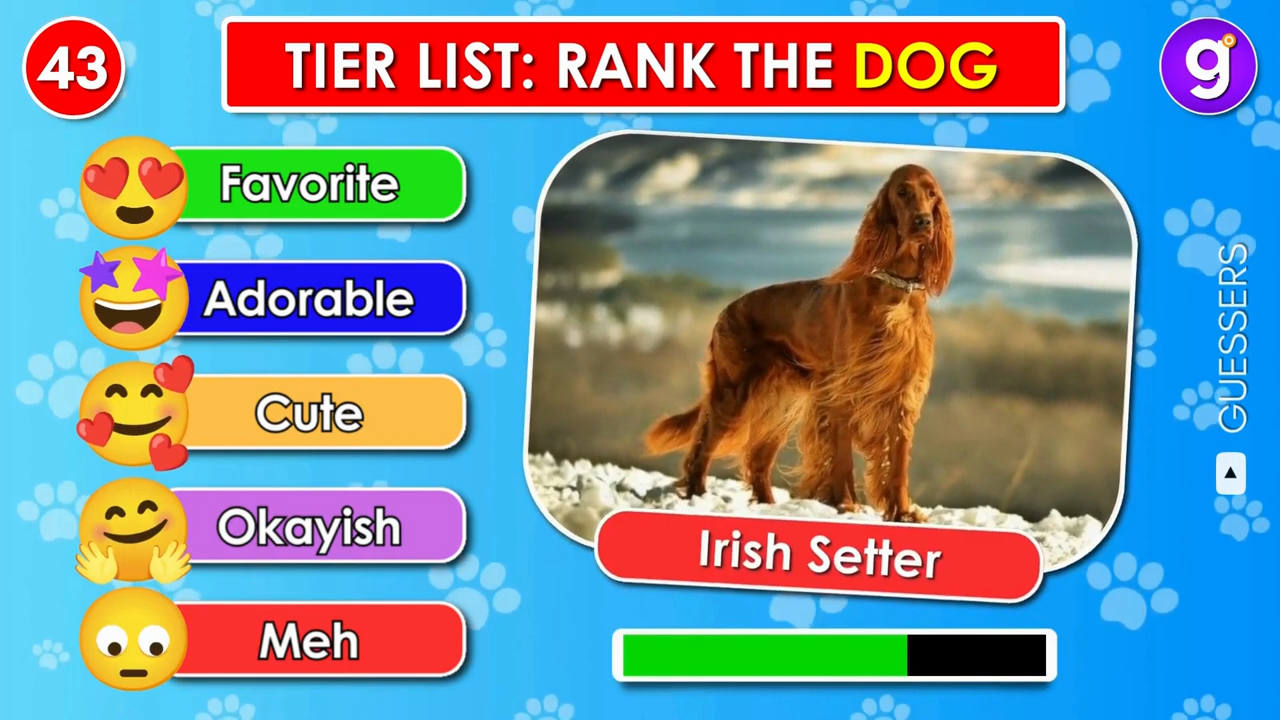 43
TIER LIST: RANK THE DOG
g
Favorite
Adorable
Cute
Okayish
Meh
Irish Setter
GUESSERS